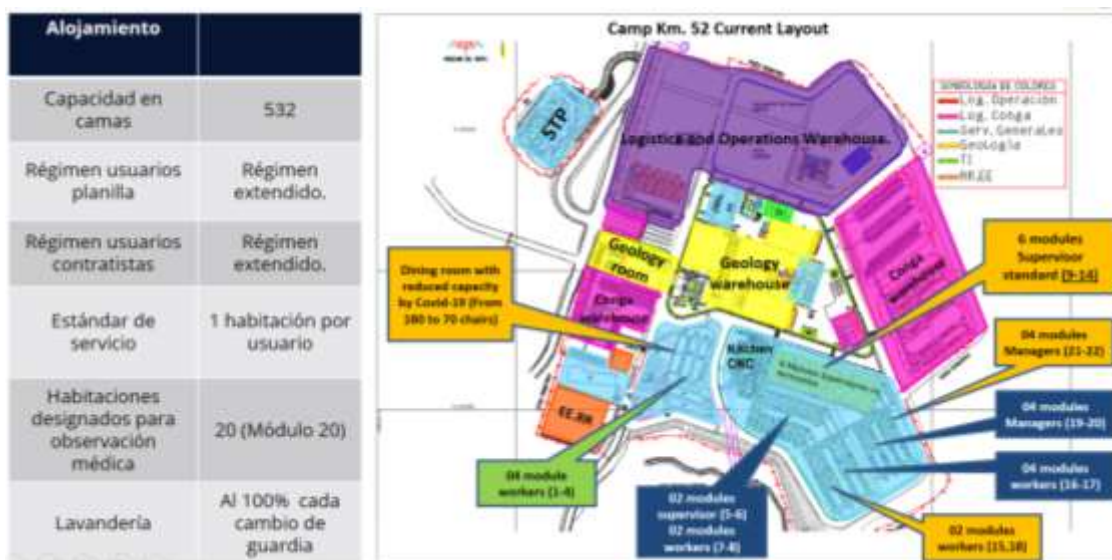 Alojamiento
Capacidad en
camas
532
Régimen usuarios
planilla
Régimen
extendido.
Régimen usuarios
contratistas
Régimen
extendido.
Estándar de
servicio
1 habitación por
usuario
Habitaciones
designados para
observación
médica
20 (Módulo 20)
Lavandería
Al 100% cada
cambio de
guardia
Camp Km. 52 Current Layout
STP
Logistica and Operations Warehouse.
SIMBOLOGIA DE COLORES
Log. Operación
Log. Conga
Serv. Generales
Geología
TI
RR.EE
Geology
room
Geology
warehouse
Conga
warehouse
Conga
warehouse
6 modules
Supervisor
standard (9-14)
Dining room with
reduced capacity
by Covid-19 (From
180 to 70 chairs)
Kitchen
EE.RR
04 modules
Managers (21-22)
04 modules
Managers (19-20)
04 modules
workers (16-17)
02 modules
workers (15,18)
04 module
workers (1-4)
02 modules
supervisor (5-6)
02 modules
workers (7-8)